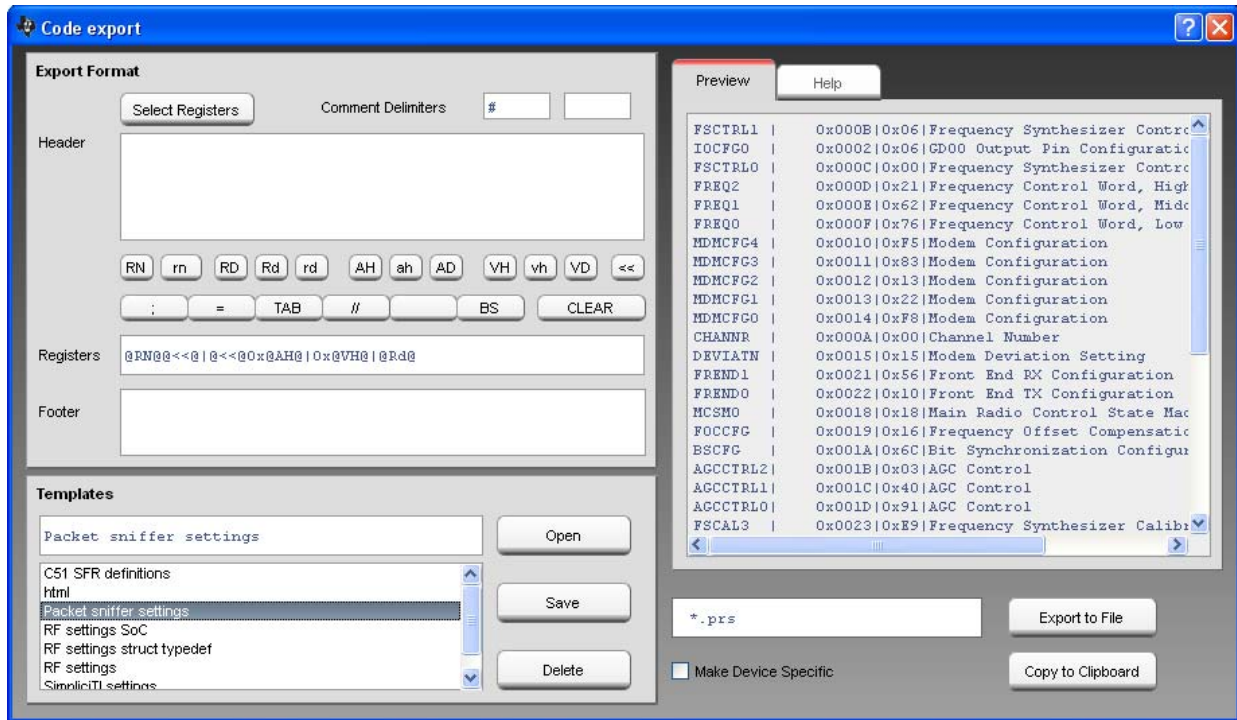 Code export
Export Format
Select Registers
Comment Delimiters
#
Header
RN rn RD Rd rd AH ah AD VH vh VD <<
; = TAB // BS CLEAR
Registers
@RN@@<<@|@<<@0x@AH@|0x@VH@|@Rd@
Footer
Templates
Packet sniffer settings
Open
C51 SFR definitions
html
Packet sniffer settings
RF settings SoC
RF settings struct typedef
RF settings
SimpliciTI settings
Save
Delete
Preview
Help
FSCTRL1 | 0x000B|0x06|Frequency Synthesizer Contro
IOCFG0 | 0x0002|0x06|GDO0 Output Pin Configuratio
FSCTRL0 | 0x000C|0x00|Frequency Synthesizer Contro
FREQ2 | 0x000D|0x21|Frequency Control Word, High
FREQ1 | 0x000E|0x62|Frequency Control Word, Midd
FREQ0 | 0x000F|0x76|Frequency Control Word, Low
MDMCFG4 | 0x0010|0xF5|Modem Configuration
MDMCFG3 | 0x0011|0x83|Modem Configuration
MDMCFG2 | 0x0012|0x13|Modem Configuration
MDMCFG1 | 0x0013|0x22|Modem Configuration
MDMCFG0 | 0x0014|0xF8|Modem Configuration
CHANNR | 0x000A|0x00|Channel Number
DEVIATN | 0x0015|0x15|Modem Deviation Setting
FREND1 | 0x0021|0x56|Front End RX Configuration
FREND0 | 0x0022|0x10|Front End TX Configuration
MCSM0 | 0x0018|0x18|Main Radio Control State Mac
FOCCFG | 0x0019|0x16|Frequency Offset Compensatio
BSCFG | 0x001A|0x6C|Bit Synchronization Configur
AGCCTRL2| 0x001B|0x03|AGC Control
AGCCTRL1| 0x001C|0x40|AGC Control
AGCCTRL0| 0x001D|0x91|AGC Control
FSCAL3 | 0x0023|0xE9|Frequency Synthesizer Calibr
*.prs
Export to File
Make Device Specific
Copy to Clipboard